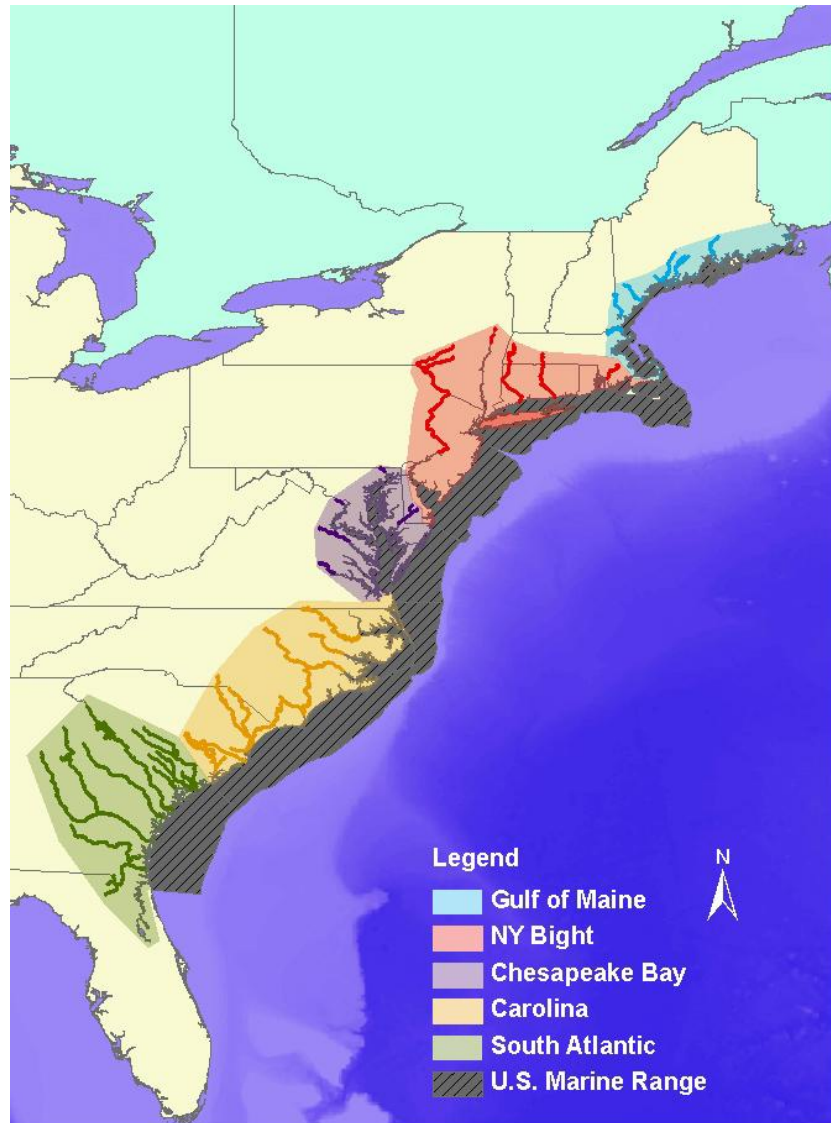 Legend
N
Gulf of Maine
NY Bight
Chesapeake Bay
Carolina
South Atlantic
U.S. Marine Range